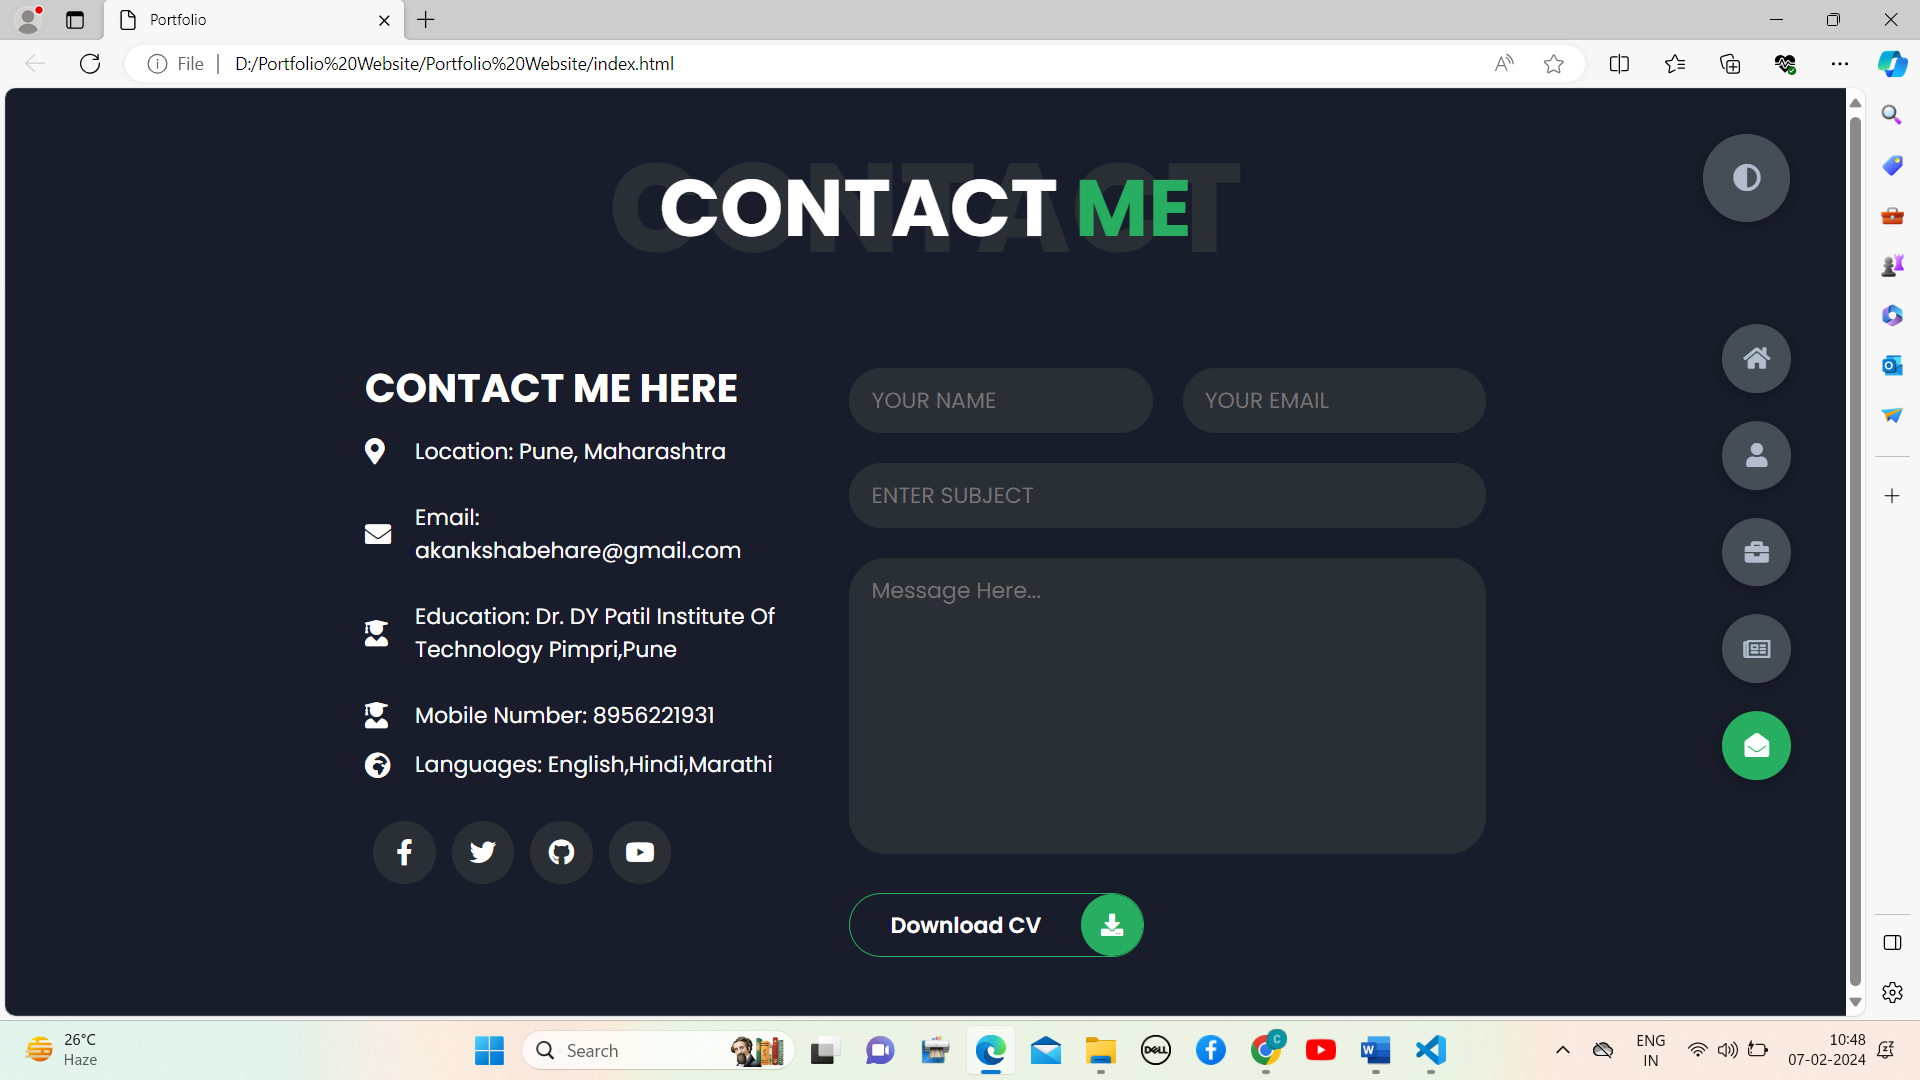 Portfolio
File
D:/Portfolio%20Website/Portfolio%20Website/index.html
CONTACT
CONTACT ME
CONTACT ME HERE
Location: Pune, Maharashtra
Email:
akankshabehare@gmail.com
Education: Dr. DY Patil Institute Of
Technology Pimpri,Pune
Mobile Number: 8956221931
Languages: English,Hindi,Marathi
YOUR NAME
YOUR EMAIL
ENTER SUBJECT
Message Here...
Download CV
26°C
Haze
Search
DELL
C
W
ENG
IN
10:48
07-02-2024